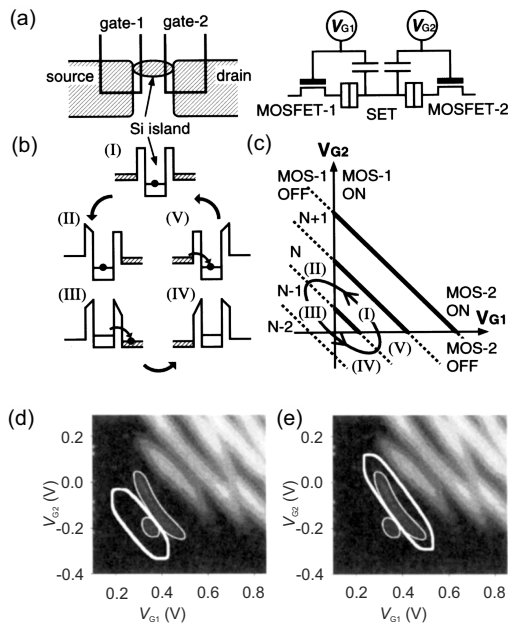 (a)
gate-1 gate-2
source
drain
Si island
V_G1
V_G2
MOSFET-1
SET
MOSFET-2
(b)
(I)
(II)
(V)
(III)
(IV)
(c)
V_G2
MOS-1
OFF
MOS-1
ON
N+1
N
N-1
N-2
(II)
(III)
(I)
(IV)
(V)
MOS-2
ON
V_G1
MOS-2
OFF
(d)
V_G2 (V)
0.2
0.0
-0.2
-0.4
0.2 0.4 0.6 0.8
V_G1 (V)
(e)
V_G2 (V)
0.2
0.0
-0.2
-0.4
0.2 0.4 0.6 0.8
V_G1 (V)